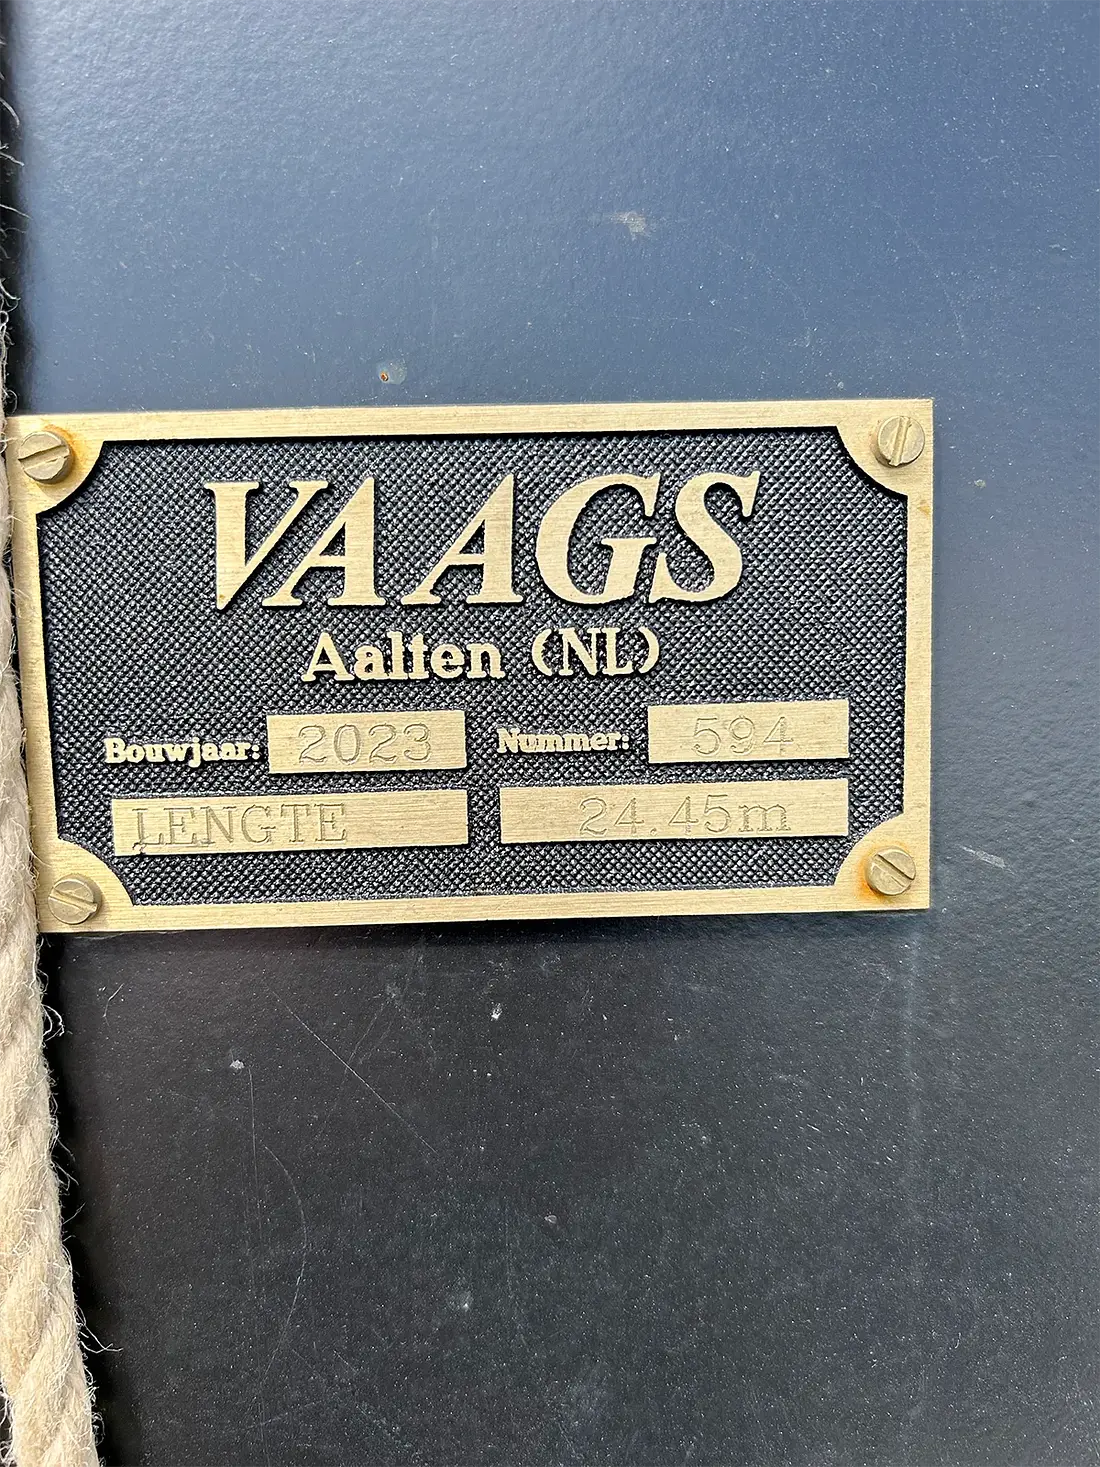 VAAGS
Aalten (NL)
Bouwjaar: 2023 Nummer: 594
LENGTE 24.45m